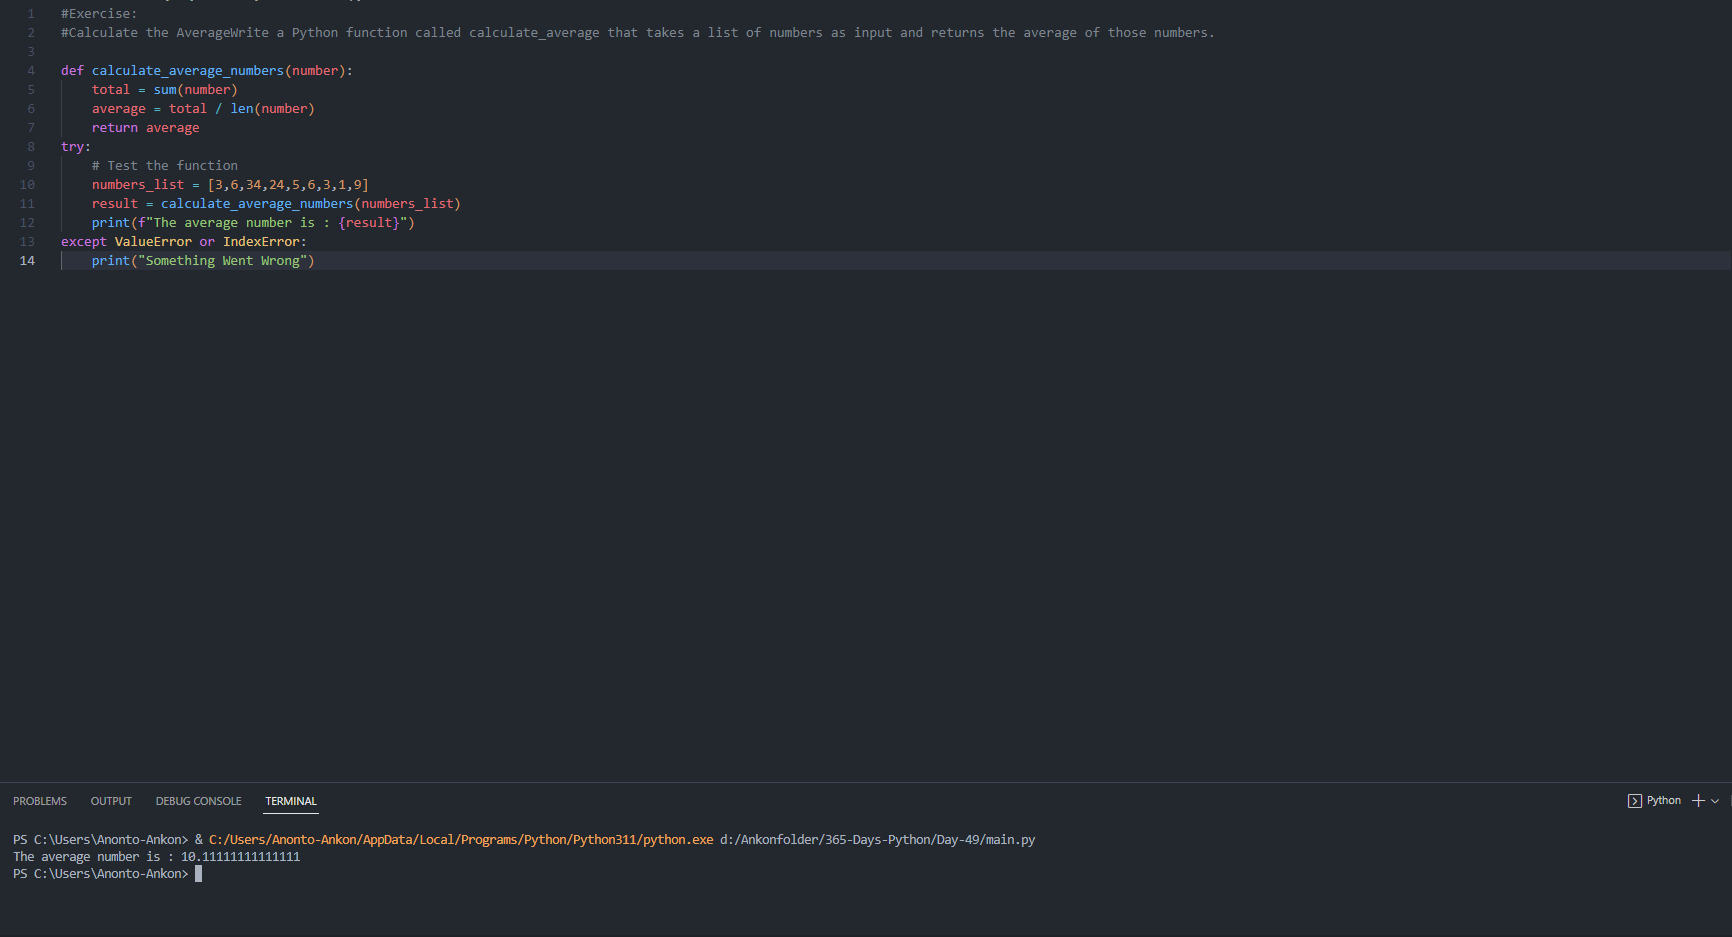 1 #Exercise:
2 #Calculate the AverageWrite a Python function called calculate_average that takes a list of numbers as input and returns the average of those numbers.
3
4 def calculate_average_numbers(number):
5     total = sum(number)
6     average = total / len(number)
7     return average
8 try:
9     # Test the function
10     numbers_list = [3,6,34,24,5,6,3,1,9]
11     result = calculate_average_numbers(numbers_list)
12     print(f"The average number is : {result}")
13 except ValueError or IndexError:
14     print("Something Went Wrong")
PROBLEMS OUTPUT DEBUG CONSOLE TERMINAL Python
PS C:\Users\Anonto-Ankon> & C:/Users/Anonto-Ankon/AppData/Local/Programs/Python/Python311/python.exe d:/Ankonfolder/365-Days-Python/Day-49/main.py
The average number is : 10.11111111111111
PS C:\Users\Anonto-Ankon>